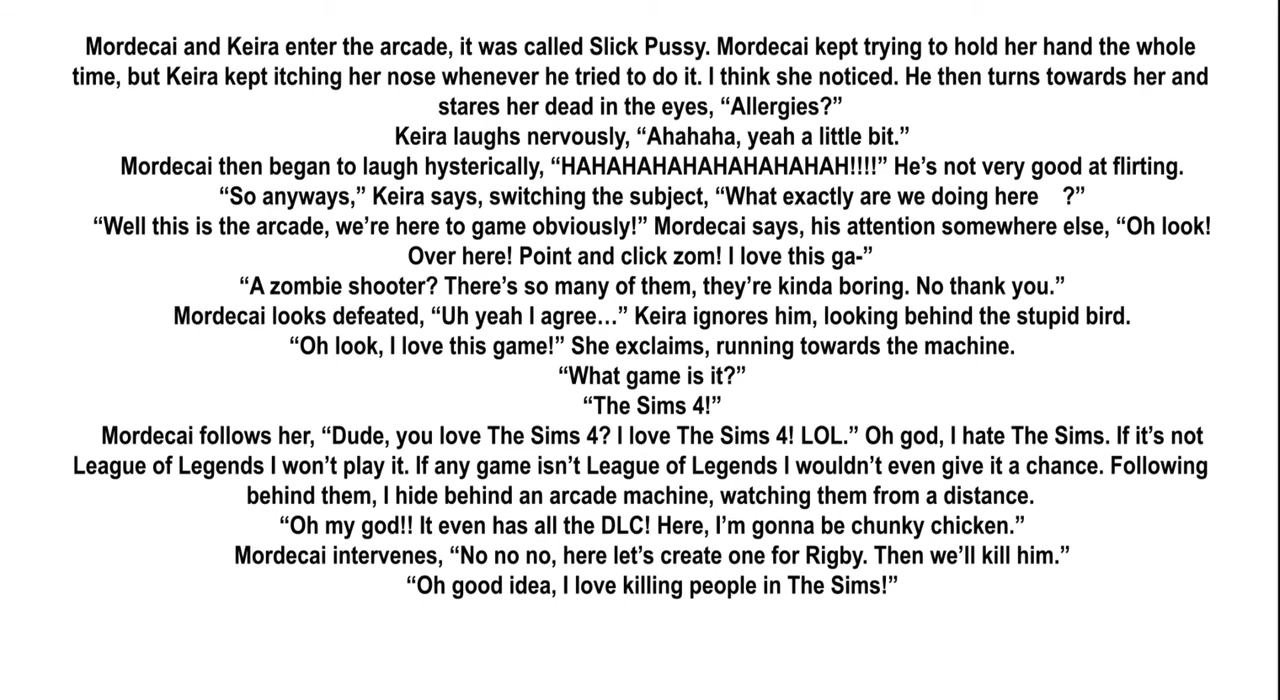 Mordecai and Keira enter the arcade, it was called Slick Pussy. Mordecai kept trying to hold her hand the whole
time, but Keira kept itching her nose whenever he tried to do it. I think she noticed. He then turns towards her and
stares her dead in the eyes, “Allergies?”
Keira laughs nervously, “Ahahaha, yeah a little bit.”
Mordecai then began to laugh hysterically, “HAHAHAHAHAHAHAHAHAH!!!!” He’s not very good at flirting.
“So anyways,” Keira says, switching the subject, “What exactly are we doing here ?”
“Well this is the arcade, we’re here to game obviously!” Mordecai says, his attention somewhere else, “Oh look!
Over here! Point and click zom! I love this ga-”
“A zombie shooter? There’s so many of them, they’re kinda boring. No thank you.”
Mordecai looks defeated, “Uh yeah I agree…” Keira ignores him, looking behind the stupid bird.
“Oh look, I love this game!” She exclaims, running towards the machine.
“What game is it?”
“The Sims 4!”
Mordecai follows her, “Dude, you love The Sims 4? I love The Sims 4! LOL.” Oh god, I hate The Sims. If it’s not
League of Legends I won’t play it. If any game isn’t League of Legends I wouldn’t even give it a chance. Following
behind them, I hide behind an arcade machine, watching them from a distance.
“Oh my god!! It even has all the DLC! Here, I’m gonna be chunky chicken.”
Mordecai intervenes, “No no no, here let’s create one for Rigby. Then we’ll kill him.”
“Oh good idea, I love killing people in The Sims!”